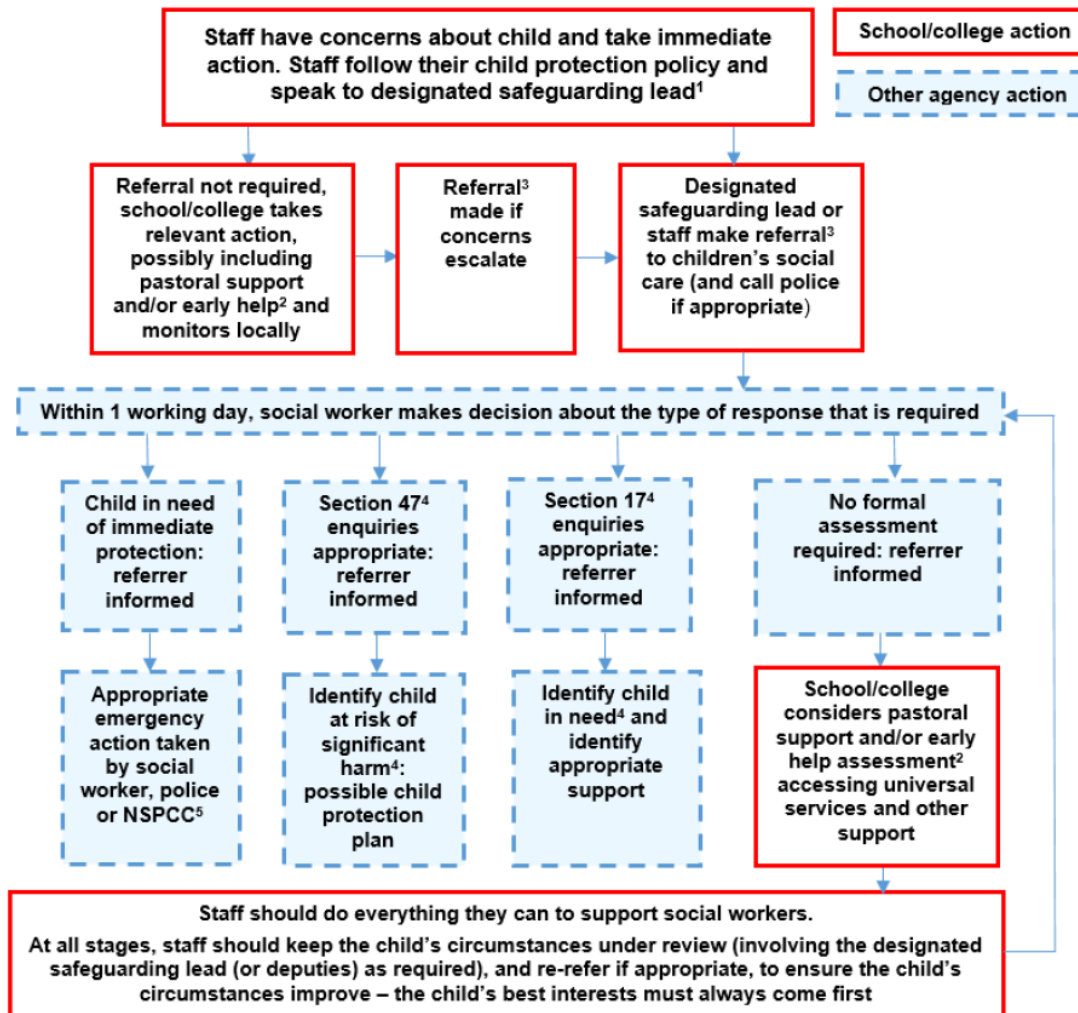 Staff have concerns about child and take immediate
action. Staff follow their child protection policy and
speak to designated safeguarding lead¹
School/college action
Other agency action
Referral not required,
school/college takes
relevant action,
possibly including
pastoral support
and/or early help² and
monitors locally
Referral³
made if
concerns
escalate
Designated
safeguarding lead or
staff make referral³
to children’s social
care (and call police
if appropriate)
Within 1 working day, social worker makes decision about the type of response that is required
Child in need
of immediate
protection:
referrer
informed
Section 47⁴
enquiries
appropriate:
referrer
informed
Section 17⁴
enquiries
appropriate:
referrer
informed
No formal
assessment
required: referrer
informed
Appropriate
emergency
action taken
by social
worker, police
or NSPCC⁵
Identify child
at risk of
significant
harm⁴:
possible child
protection
plan
Identify child
in need⁴ and
identify
appropriate
support
School/college
considers pastoral
support and/or early
help assessment²
accessing universal
services and other
support
Staff should do everything they can to support social workers.
At all stages, staff should keep the child’s circumstances under review (involving the designated
safeguarding lead (or deputies) as required), and re-refer if appropriate, to ensure the child’s
circumstances improve – the child’s best interests must always come first